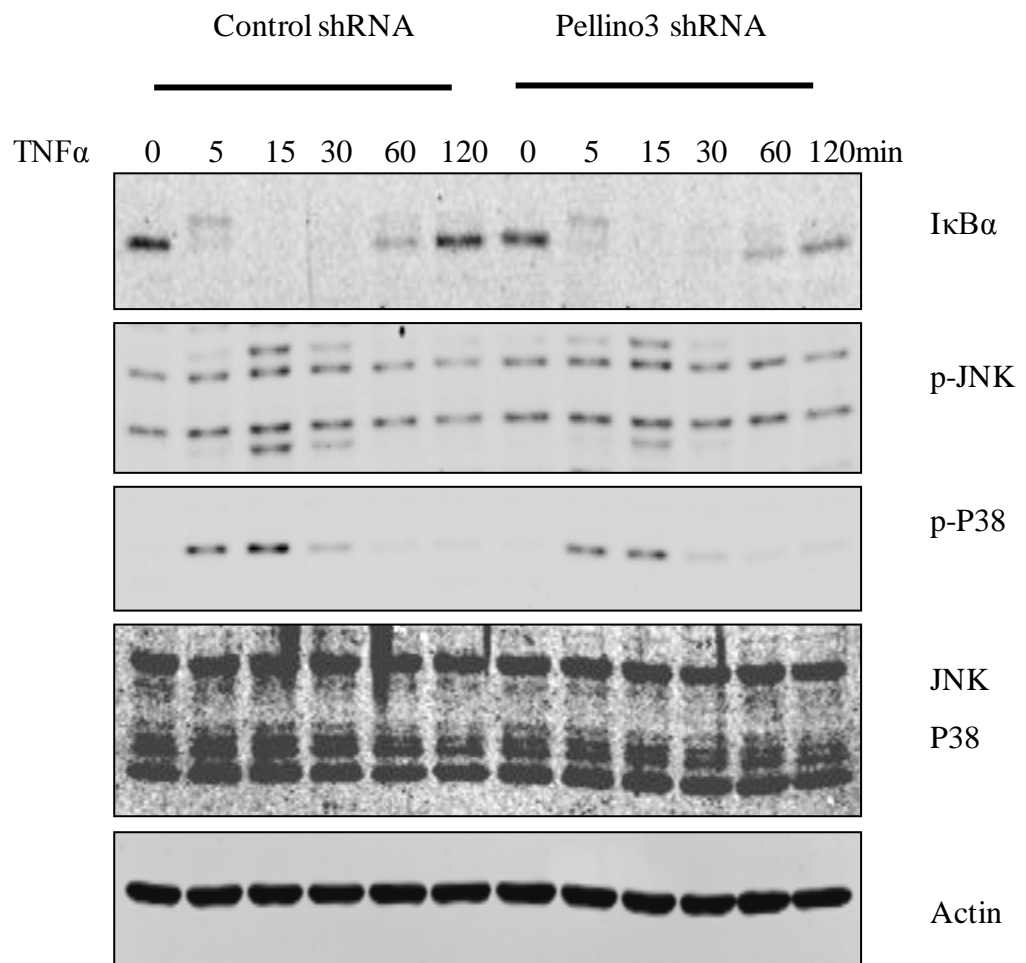 Control shRNA Pellino3 shRNA
TNFα 0 5 15 30 60 120 0 5 15 30 60 120min
IκBα
p-JNK
p-P38
JNK
P38
Actin